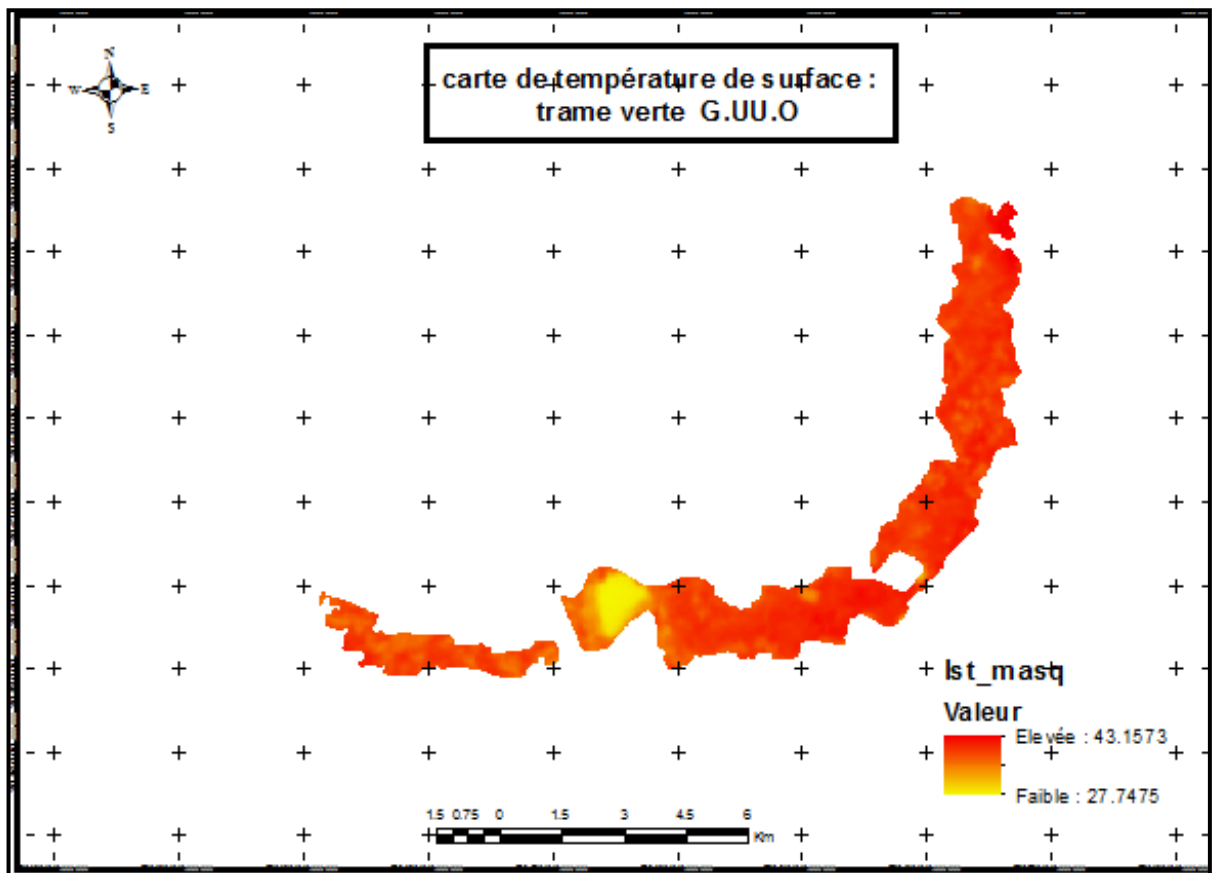 carte de température de surface :
trame verte G.UU.O
N
W E
S
lst_masq
Valeur
Elevée : 43.1573
Faible : 27.7475
1.5 0.75 0 1.5 3 4.5 6
Km